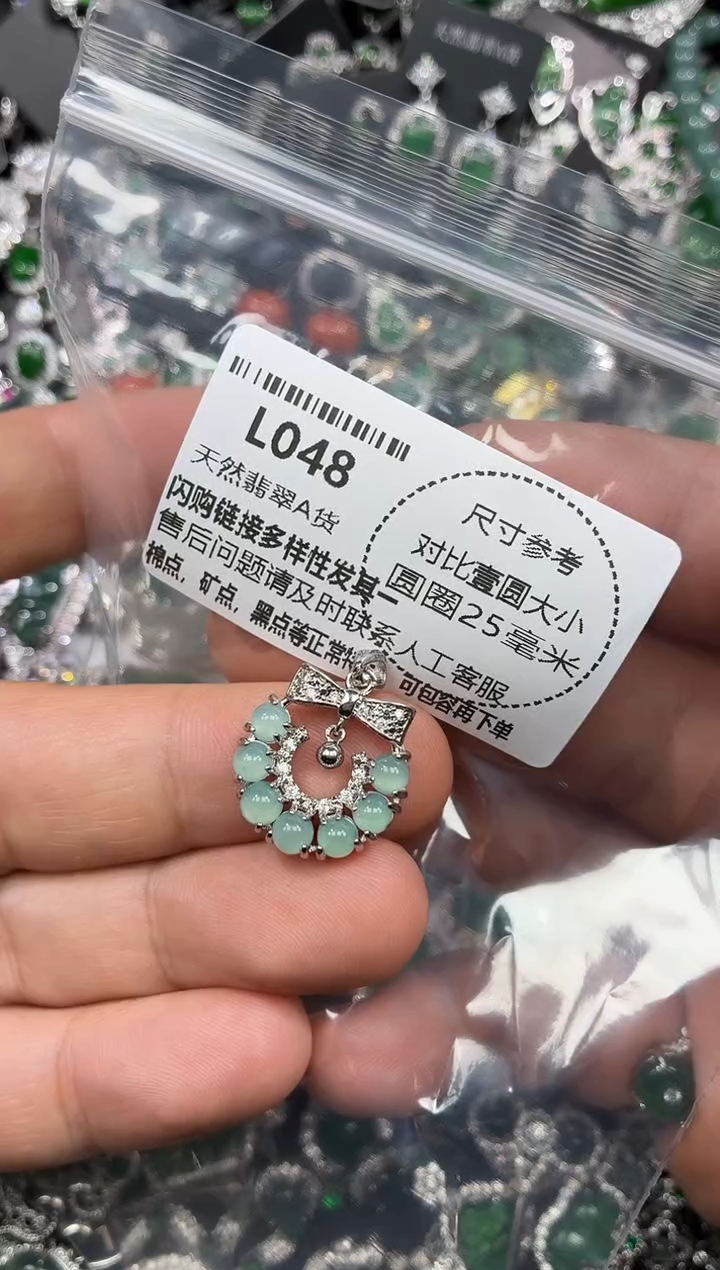 L048
天然翡翠A货
闪购链接多样性发其一
售后问题请及时联系人工客服
棉点，矿点，黑点等正常
可包容再下单
尺寸参考
对比壹圆大小
圆圈25毫米